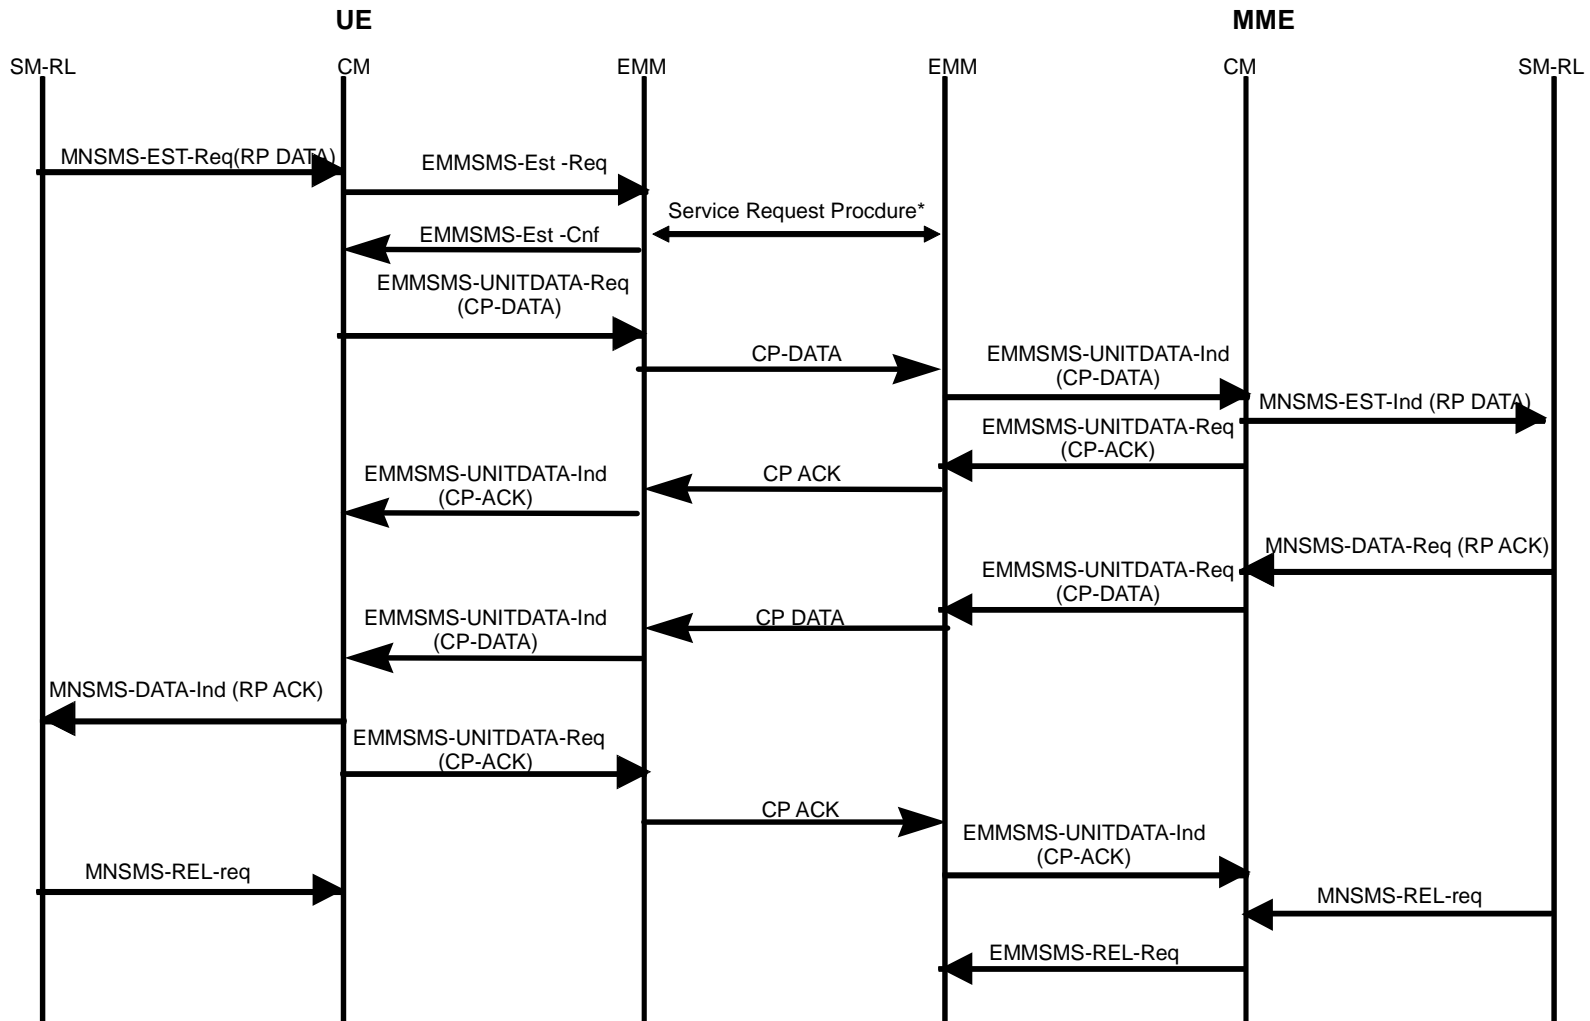 UE
MME
SM-RL
CM
EMM
EMM
CM
SM-RL
MNSMS-EST-Req(RP DATA)
EMMSMS-Est -Req
Service Request Procdure*
EMMSMS-Est -Cnf
EMMSMS-UNITDATA-Req
(CP-DATA)
CP-DATA
EMMSMS-UNITDATA-Ind
(CP-DATA)
MNSMS-EST-Ind (RP DATA)
EMMSMS-UNITDATA-Req
(CP-ACK)
CP ACK
EMMSMS-UNITDATA-Ind
(CP-ACK)
MNSMS-DATA-Req (RP ACK)
EMMSMS-UNITDATA-Req
(CP-DATA)
CP DATA
EMMSMS-UNITDATA-Ind
(CP-DATA)
MNSMS-DATA-Ind (RP ACK)
EMMSMS-UNITDATA-Req
(CP-ACK)
CP ACK
EMMSMS-UNITDATA-Ind
(CP-ACK)
MNSMS-REL-req
MNSMS-REL-req
EMMSMS-REL-Req